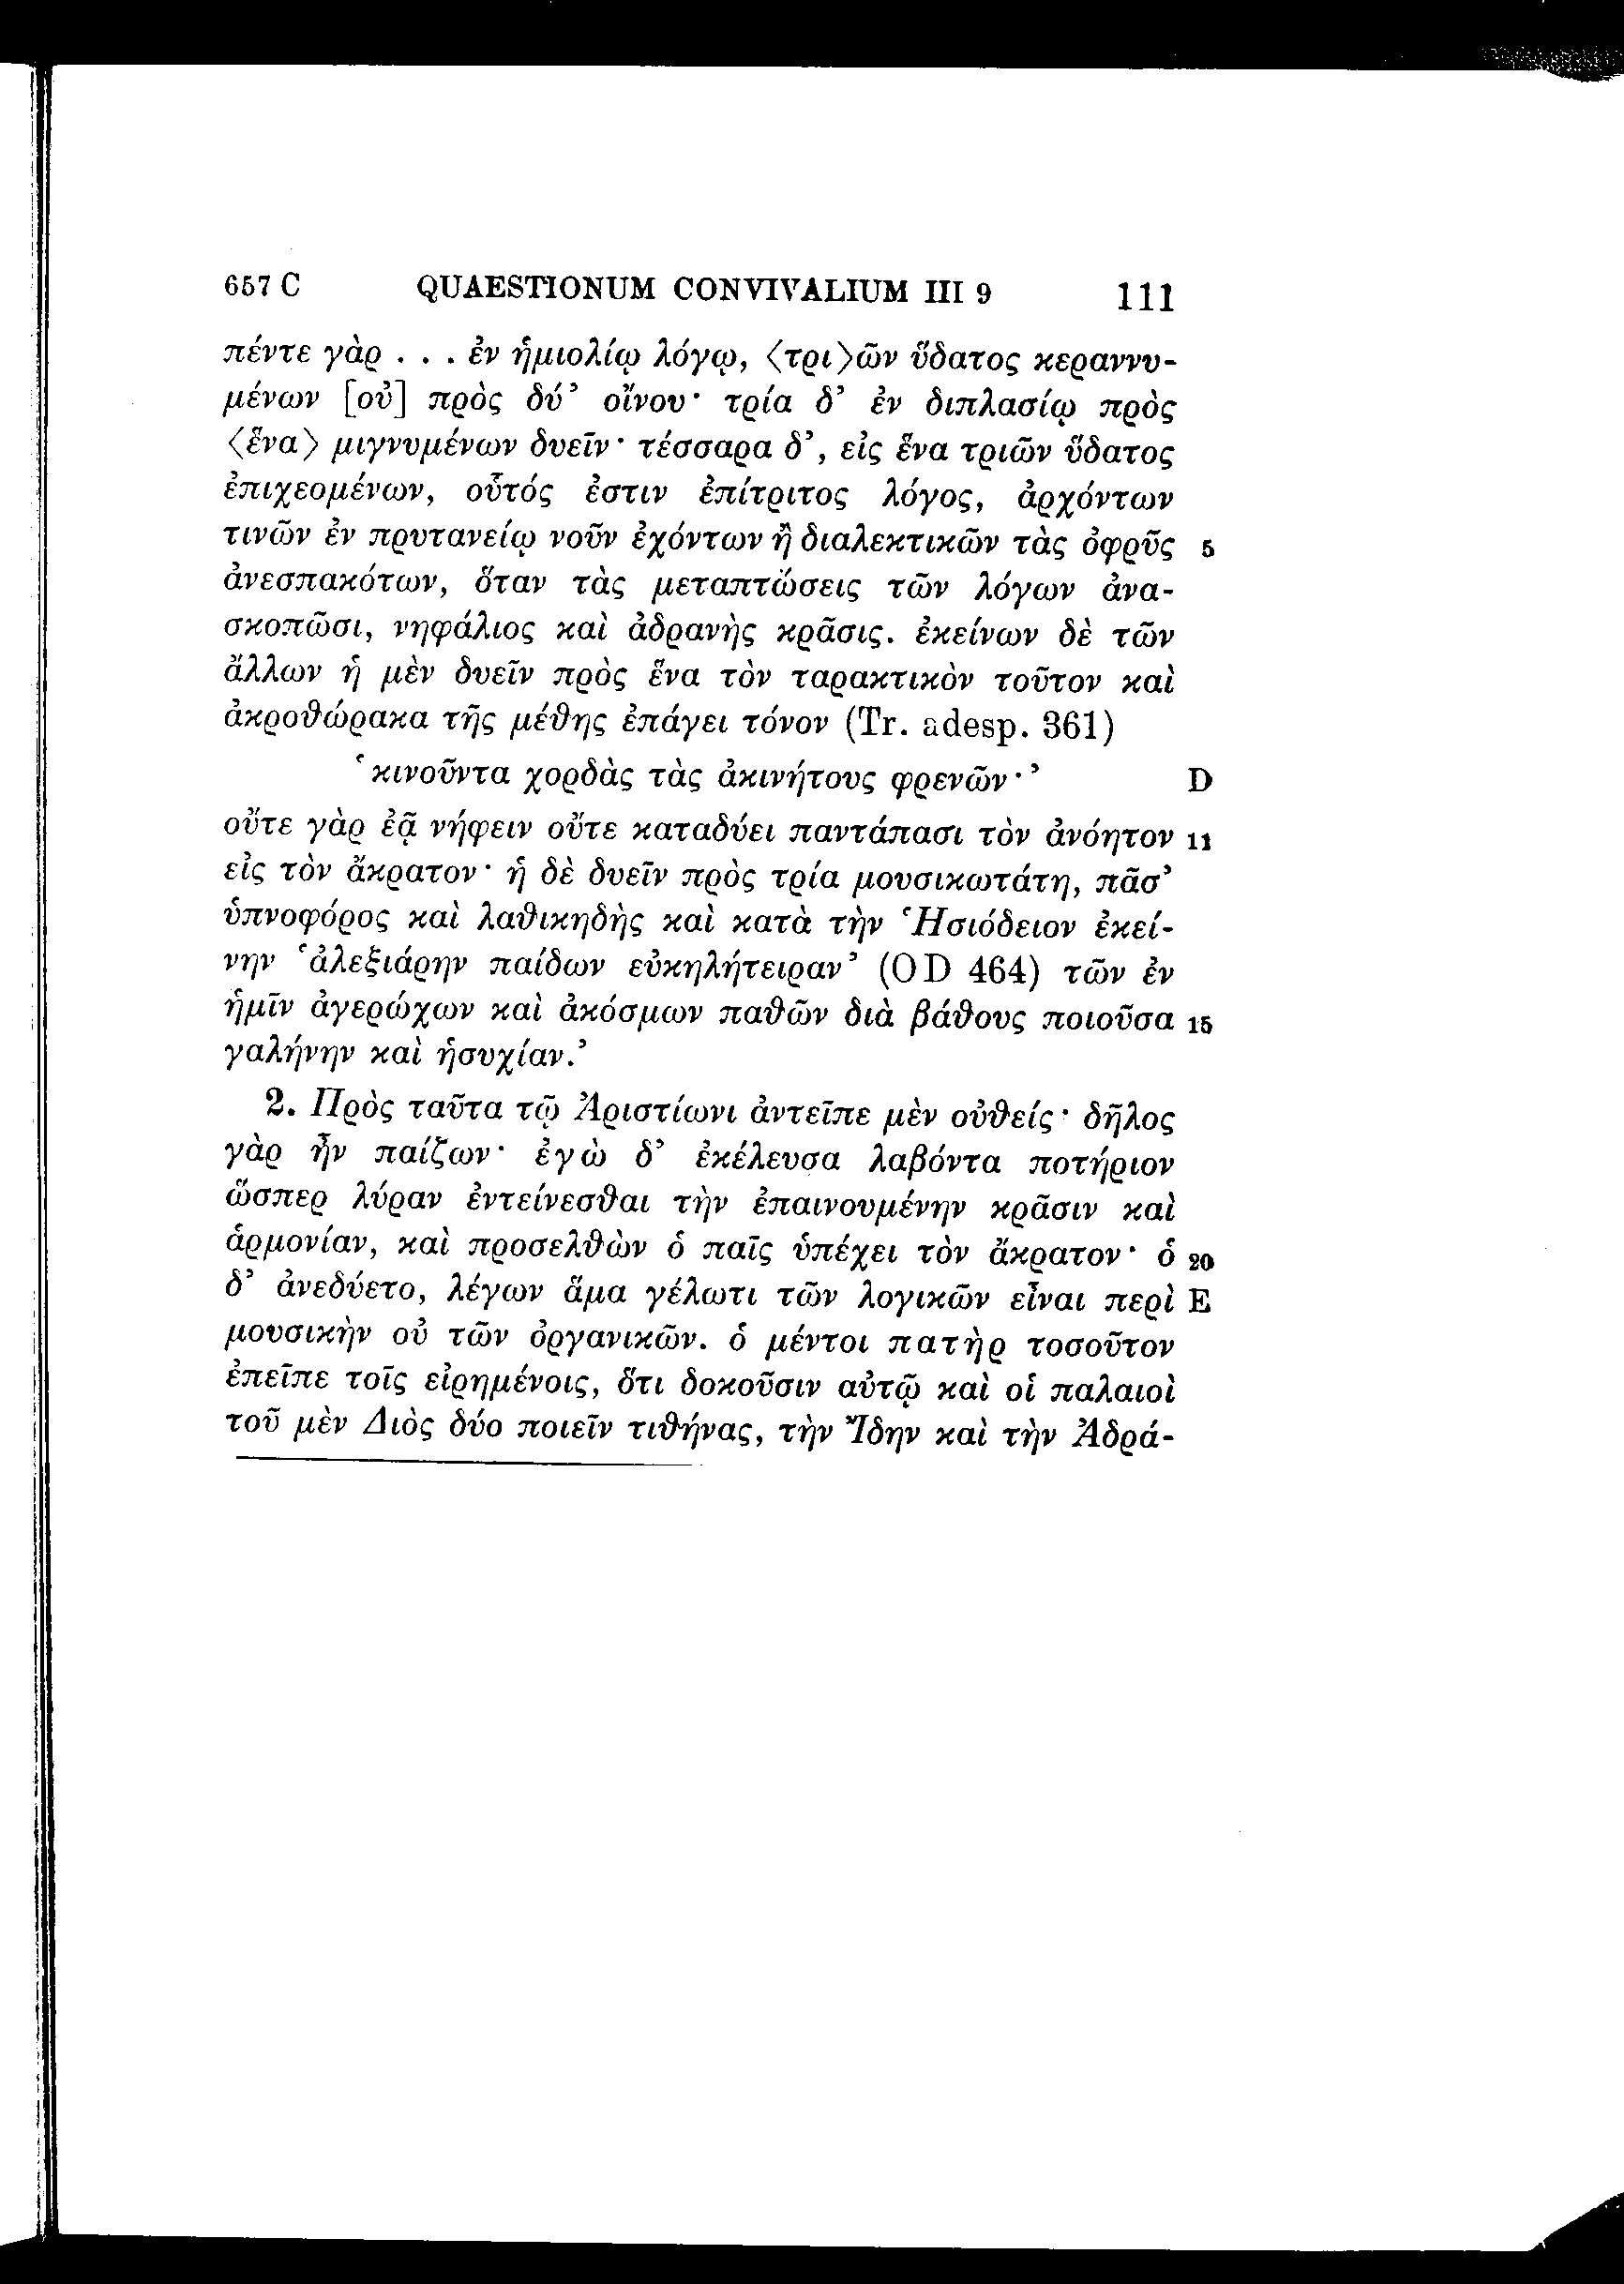 657 C QUAESTIONUM CONVIVALIUM III 9 111
πέντε γὰρ . . . ἐν ἡμιολίῳ λόγῳ, ⟨τρι⟩ῶν ὕδατος κεραννυ-
μένων [οὐ] πρὸς δύ’ οἴνου· τρία δ’ ἐν διπλασίῳ πρὸς
⟨ἕνα⟩ μιγνυμένων δυεῖν· τέσσαρα δ’, εἰς ἕνα τριῶν ὕδατος
ἐπιχεομένων, οὗτός ἐστιν ἐπίτριτος λόγος, ἀρχόντων
τινῶν ἐν πρυτανείῳ νοῦν ἐχόντων ἢ διαλεκτικῶν τὰς ὀφρῦς 5
ἀνεσπακότων, ὅταν τὰς μεταπτώσεις τῶν λόγων ἀνα-
σκοπῶσι, νηφάλιος καὶ ἀδρανὴς κρᾶσις. ἐκείνων δὲ τῶν
ἄλλων ἡ μὲν δυεῖν πρὸς ἕνα τὸν ταρακτικὸν τοῦτον καὶ
ἀκροθώρακα τῆς μέθης ἐπάγει τόνον (Tr. adesp. 361)
‘κινοῦντα χορδὰς τὰς ἀκινήτους φρενῶν·’ D
οὔτε γὰρ ἐᾷ νήφειν οὔτε καταδύει παντάπασι τὸν ἀνόητον 11
εἰς τὸν ἄκρατον· ἡ δὲ δυεῖν πρὸς τρία μουσικωτάτη, πᾶσ’
ὑπνοφόρος καὶ λαθικηδὴς καὶ κατὰ τὴν Ἡσιόδειον ἐκεί-
νην ‘ἀλεξιάρην παίδων εὐκηλήτειραν’ (OD 464) τῶν ἐν
ἡμῖν ἀγερώχων καὶ ἀκόσμων παθῶν διὰ βάθους ποιοῦσα 15
γαλήνην καὶ ἡσυχίαν.’
2. Πρὸς ταῦτα τῷ Ἀριστίωνι ἀντεῖπε μὲν οὐθείς· δῆλος
γὰρ ἦν παίζων· ἐγὼ δ’ ἐκέλευσα λαβόντα ποτήριον
ὥσπερ λύραν ἐντείνεσθαι τὴν ἐπαινουμένην κρᾶσιν καὶ
ἁρμονίαν, καὶ προσελθὼν ὁ παῖς ὑπέχει τὸν ἄκρατον· ὁ 20
δ’ ἀνεδύετο, λέγων ἅμα γέλωτι τῶν λογικῶν εἶναι περὶ E
μουσικὴν οὐ τῶν ὀργανικῶν. ὁ μέντοι πατὴρ τοσοῦτον
ἐπεῖπε τοῖς εἰρημένοις, ὅτι δοκοῦσιν αὐτῷ καὶ οἱ παλαιοὶ
τοῦ μὲν Διὸς δύο ποιεῖν τιθήνας, τὴν Ἴδην καὶ τὴν Ἀδρά-